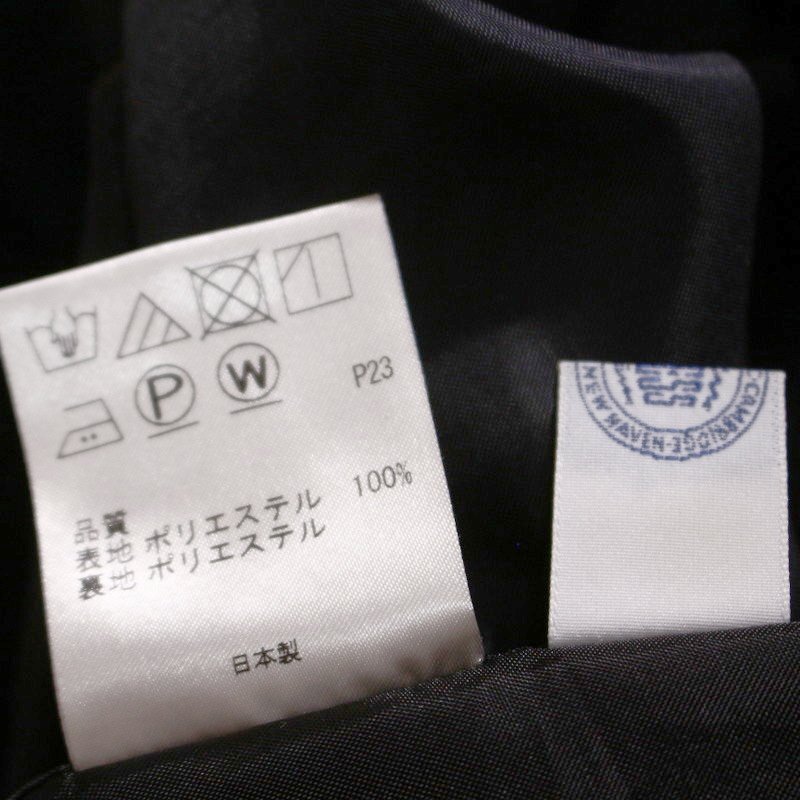 P W P23
品質
表地 ポリエステル 100%
裏地 ポリエステル
日本製
CAMBRIDGE-NEW HAVEN-